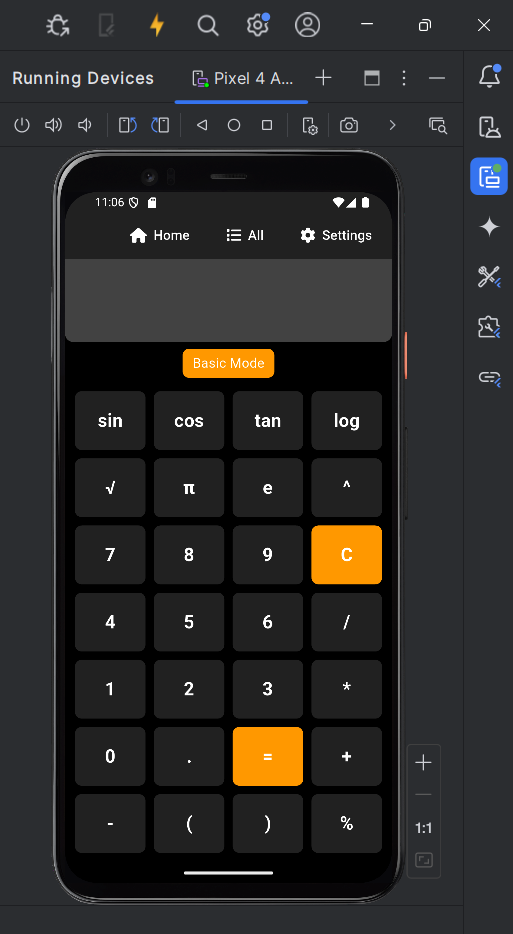 Running Devices
Pixel 4 A...
11:06
Home All Settings
Basic Mode
sin cos tan log
√ π e ^
7 8 9 C
4 5 6 /
1 2 3 *
0 . = +
- ( ) %
1:1